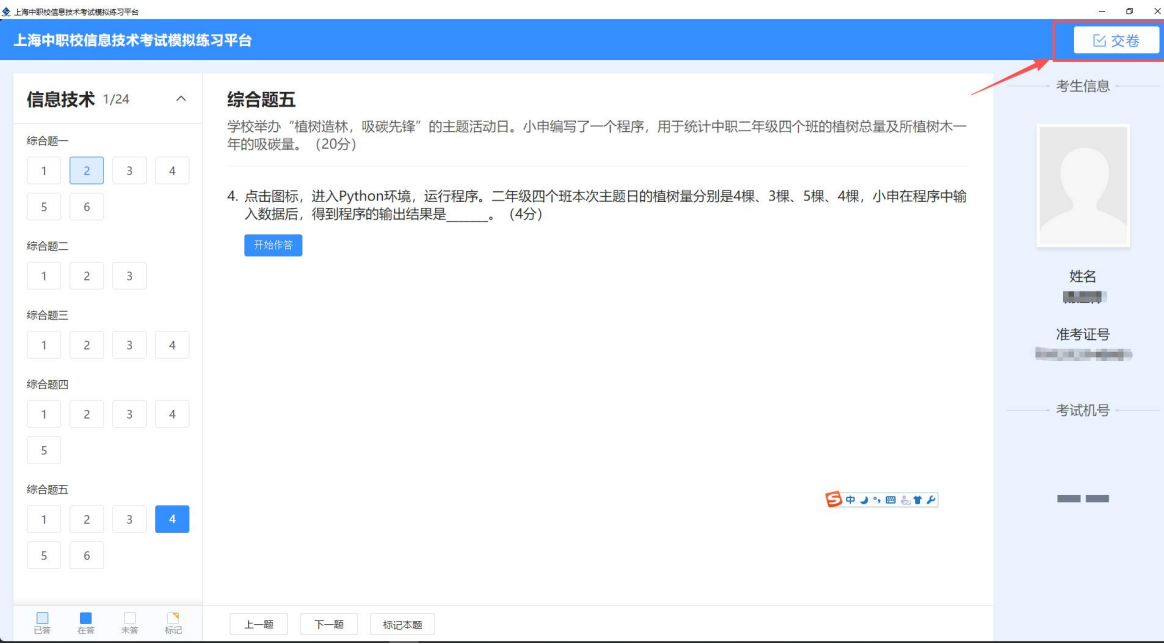 上海中职校信息技术考试模拟练习平台
上海中职校信息技术考试模拟练习平台
交卷
信息技术 1/24
综合题一
1 2 3 4
5 6
综合题二
1 2 3
综合题三
1 2 3 4
综合题四
1 2 3 4
5
综合题五
1 2 3 4
5 6
已答 在答 未答 标记
综合题五
学校举办“植树造林，吸碳先锋”的主题活动日。小申编写了一个程序，用于统计中职二年级四个班的植树总量及所植树木一
年的吸碳量。（20分）
4. 点击图标，进入Python环境，运行程序。二年级四个班本次主题日的植树量分别是4棵、3棵、5棵、4棵，小申在程序中输
入数据后，得到程序的输出结果是______。（4分）
开始作答
中
上一题 下一题 标记本题
考生信息
姓名
准考证号
考试机号